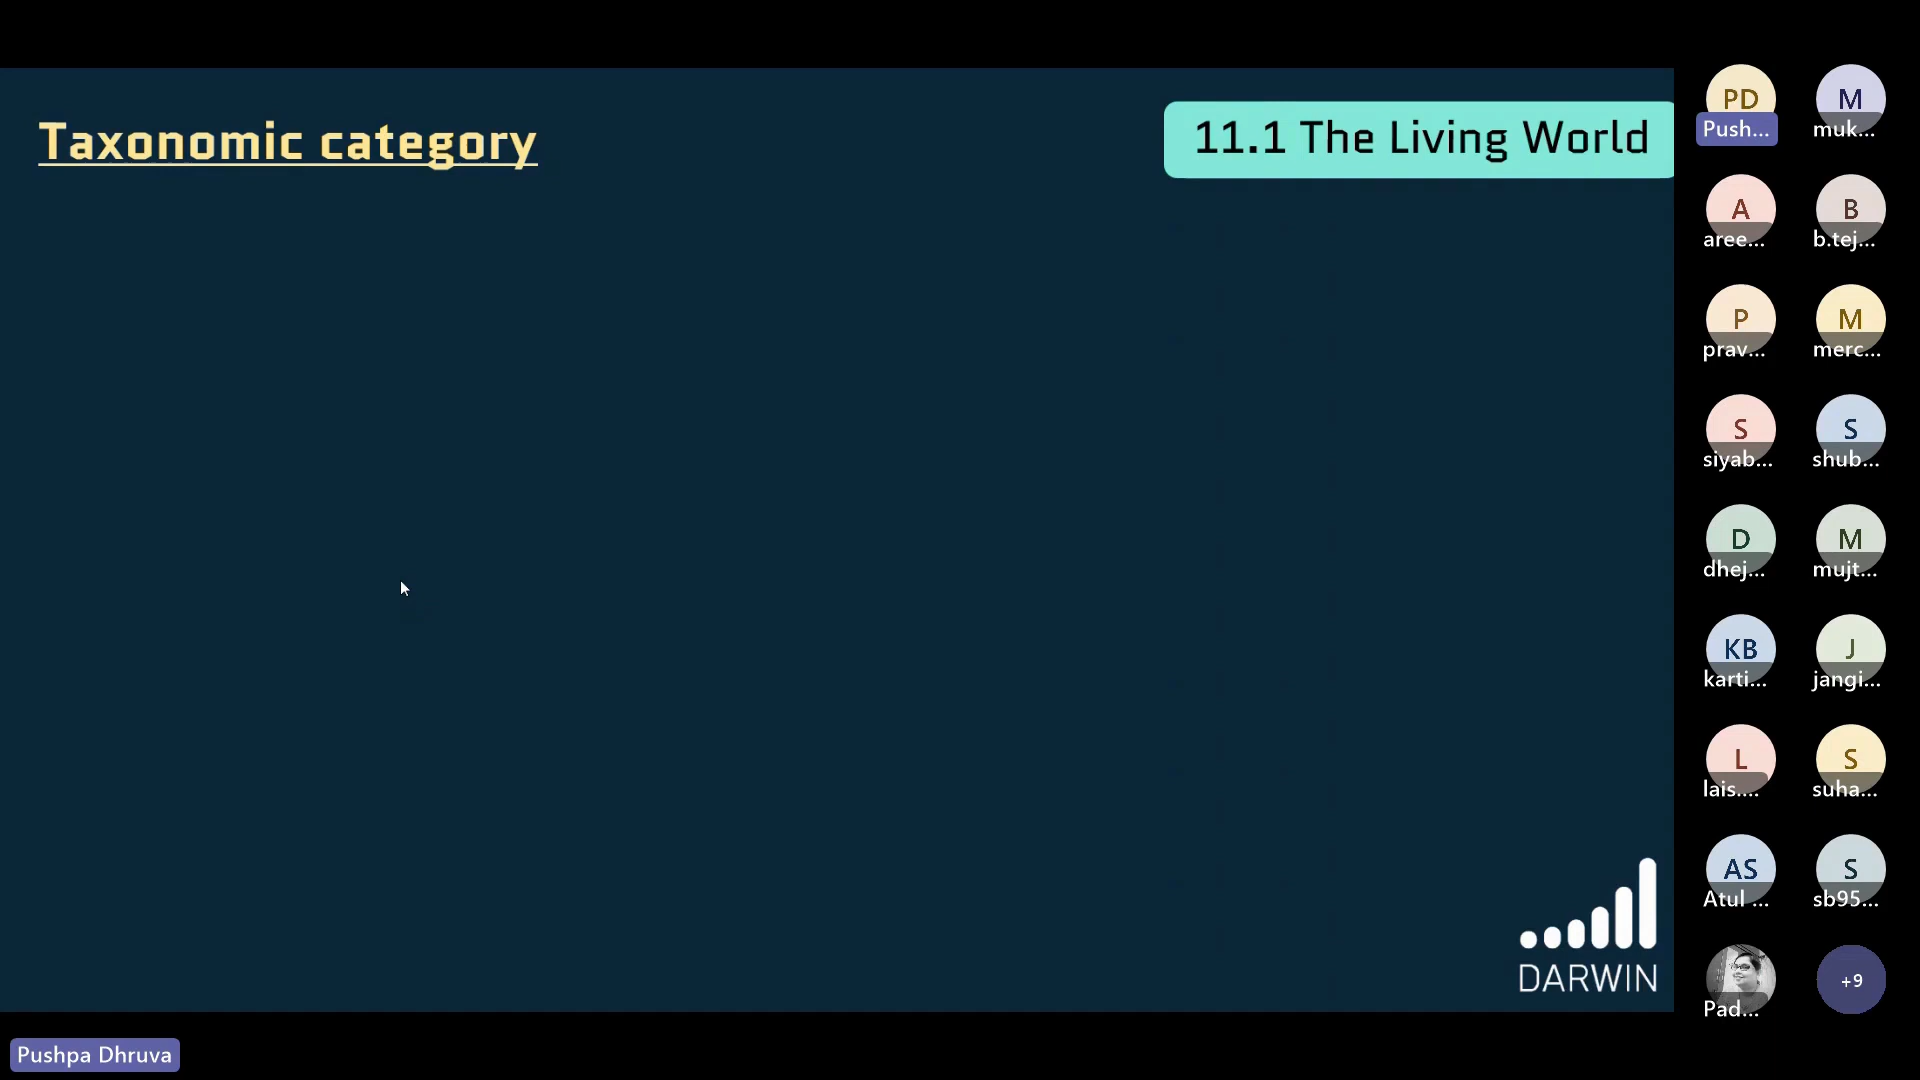 Taxonomic category
11.1 The Living World
DARWIN
Pushpa Dhruva
PD
Push...
M
muk...
A
aree...
B
b.tej...
P
prav...
M
merc...
S
siyab...
S
shub...
D
dhej...
M
mujt...
KB
karti...
J
jangi...
L
lais....
S
suha...
AS
Atul ...
S
sb95...
Pad...
+9